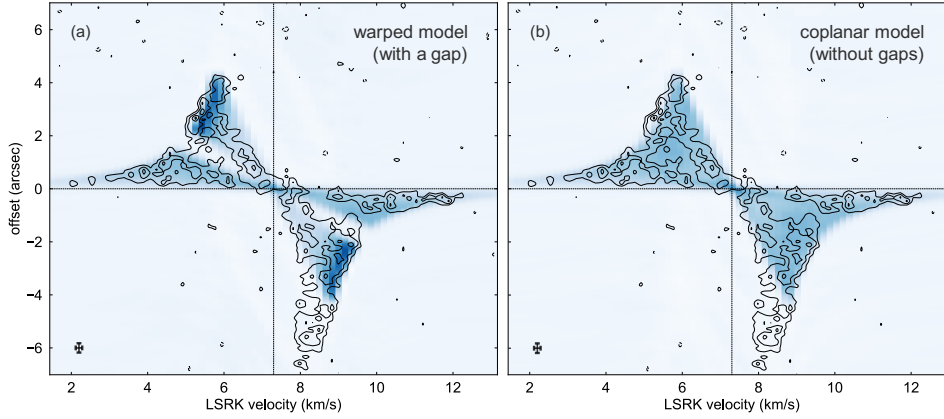 (a)
warped model
(with a gap)
(b)
coplanar model
(without gaps)
offset (arcsec)
6
4
2
0
−2
−4
−6
2
4
6
8
10
12
2
4
6
8
10
12
LSRK velocity (km/s)
LSRK velocity (km/s)